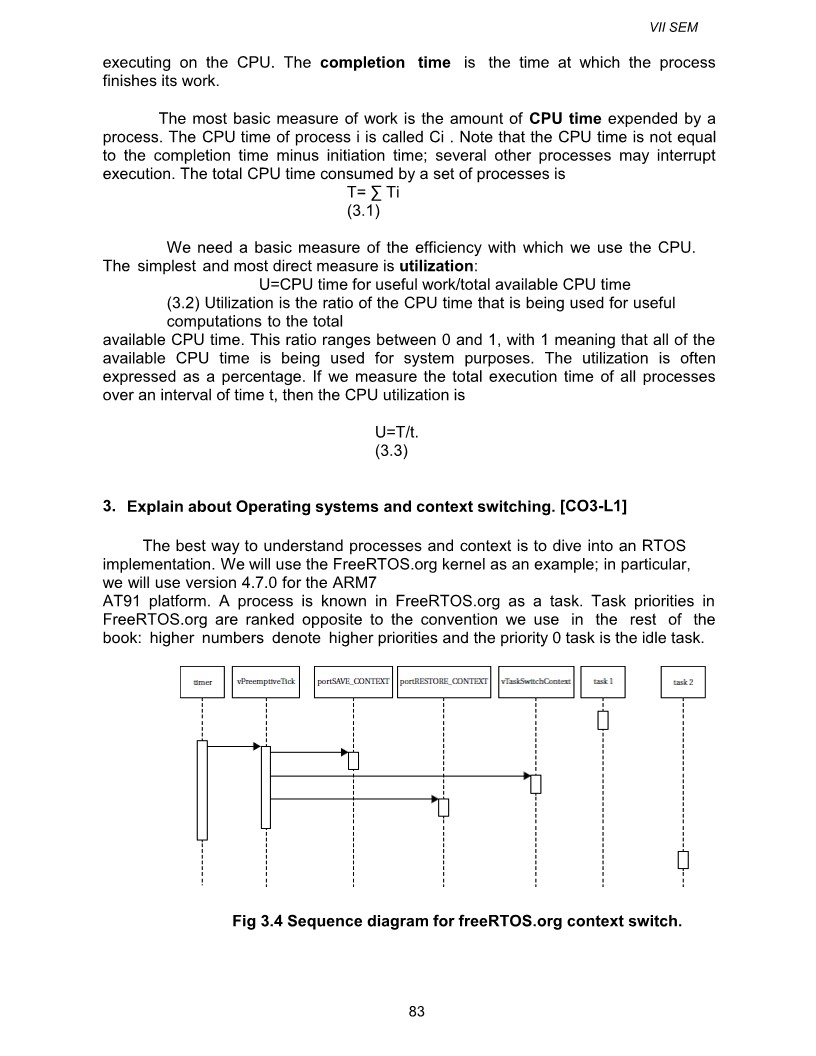 VII SEM
executing on the CPU. The completion time is the time at which the process
finishes its work.
The most basic measure of work is the amount of CPU time expended by a
process. The CPU time of process i is called Ci . Note that the CPU time is not equal
to the completion time minus initiation time; several other processes may interrupt
execution. The total CPU time consumed by a set of processes is
T= ∑ Ti
(3.1)
We need a basic measure of the efficiency with which we use the CPU.
The simplest and most direct measure is utilization:
U=CPU time for useful work/total available CPU time
(3.2) Utilization is the ratio of the CPU time that is being used for useful
computations to the total
available CPU time. This ratio ranges between 0 and 1, with 1 meaning that all of the
available CPU time is being used for system purposes. The utilization is often
expressed as a percentage. If we measure the total execution time of all processes
over an interval of time t, then the CPU utilization is
U=T/t.
(3.3)
3. Explain about Operating systems and context switching. [CO3-L1]
The best way to understand processes and context is to dive into an RTOS
implementation. We will use the FreeRTOS.org kernel as an example; in particular,
we will use version 4.7.0 for the ARM7
AT91 platform. A process is known in FreeRTOS.org as a task. Task priorities in
FreeRTOS.org are ranked opposite to the convention we use in the rest of the
book: higher numbers denote higher priorities and the priority 0 task is the idle task.
timer vPreemptiveTick portSAVE_CONTEXT portRESTORE_CONTEXT vTaskSwitchContext task 1 task 2
Fig 3.4 Sequence diagram for freeRTOS.org context switch.
83